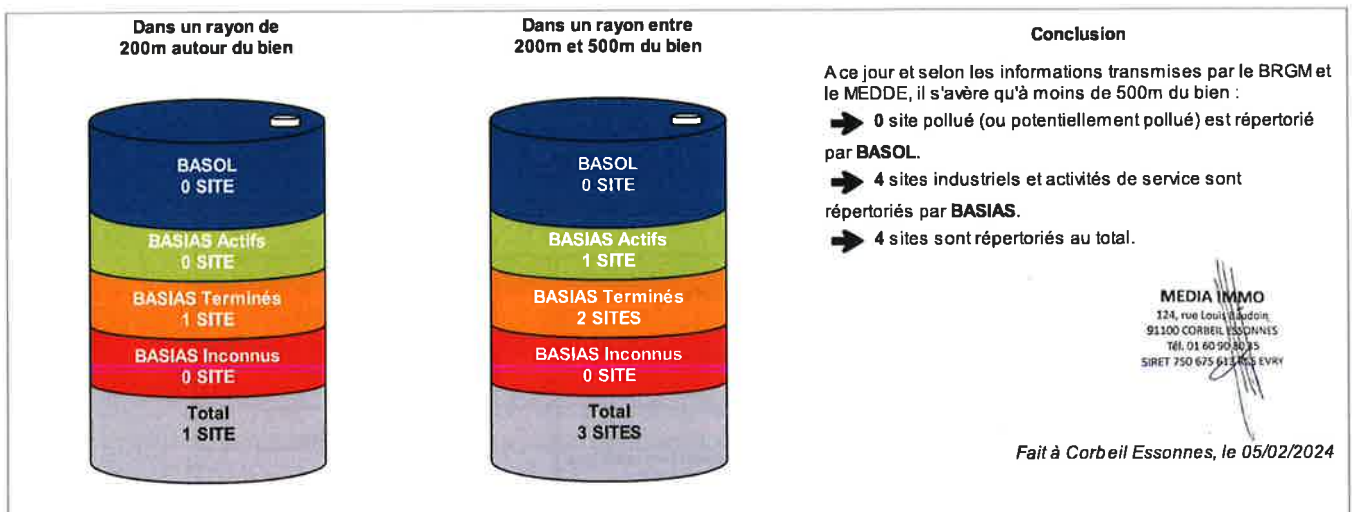 Dans un rayon de
200m autour du bien
BASOL
0 SITE
BASIAS Actifs
0 SITE
BASIAS Terminés
1 SITE
BASIAS Inconnus
0 SITE
Total
1 SITE
Dans un rayon entre
200m et 500m du bien
BASOL
0 SITE
BASIAS Actifs
1 SITE
BASIAS Terminés
2 SITES
BASIAS Inconnus
0 SITE
Total
3 SITES
Conclusion
A ce jour et selon les informations transmises par le BRGM et
le MEDDE, il s'avère qu'à moins de 500m du bien :
0 site pollué (ou potentiellement pollué) est répertorié
par BASOL.
4 sites industriels et activités de service sont
répertoriés par BASIAS.
4 sites sont répertoriés au total.
MEDIA IMMO
124, rue Louis
91100 CORBEIL ESSONNES
Tél. 01 60 90
SIRET 750 675 EVRY
Fait à Corbeil Essonnes, le 05/02/2024